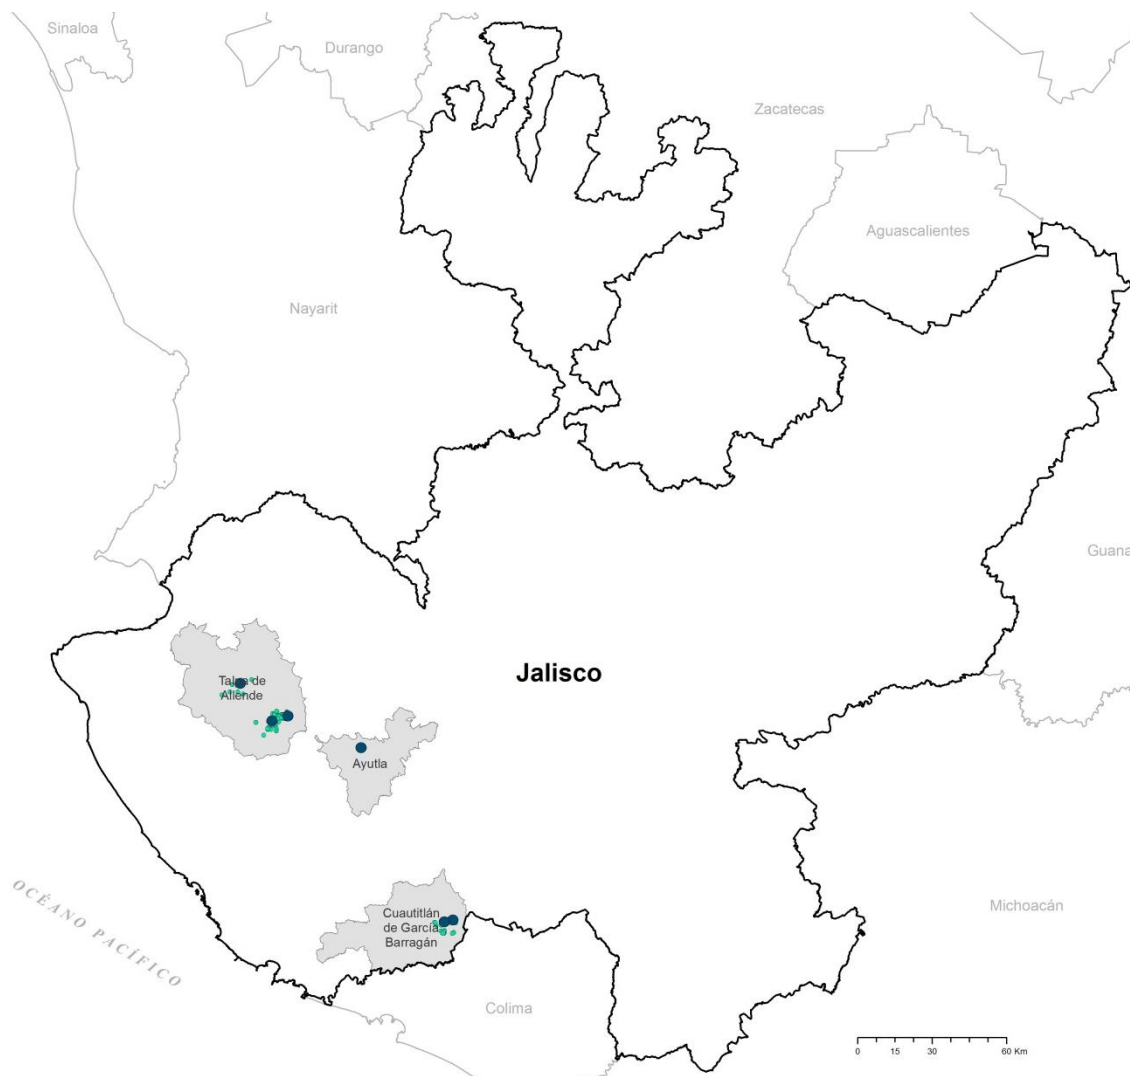 Sinaloa
Durango
Zacatecas
Aguascalientes
Nayarit
Guana
Jalisco
Talpa de
Allende
Ayutla
Cuautitlán
de García
Barragán
OCÉANO PACÍFICO
Michoacán
Colima
0 15 30 60 Km